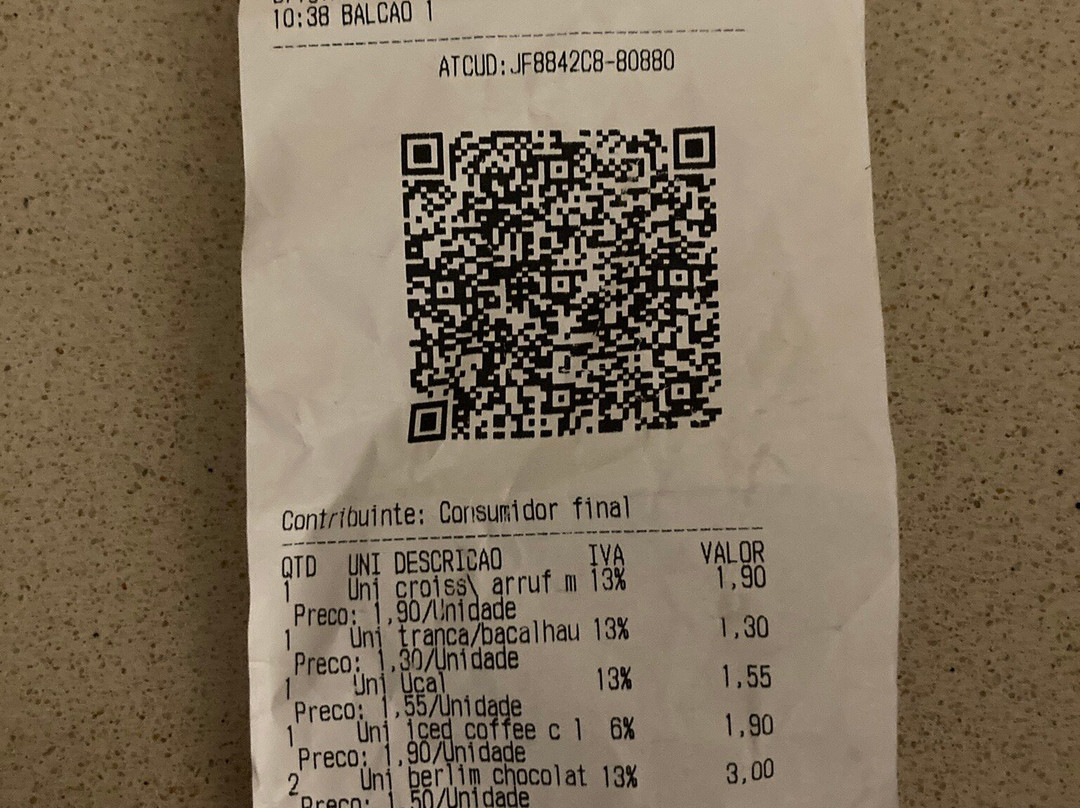 10:38 BALCAO 1
ATCUD:JF8842C8-80880
Contribuinte: Consumidor final
QTD UNI DESCRICAO IVA VALOR
1 Uni croiss\ arruf m 13% 1,90
Preco: 1,90/Unidade
1 Uni tranca/bacalhau 13% 1,30
Preco: 1,30/Unidade
1 Uni Ucal 13% 1,55
Preco: 1,55/Unidade
1 Uni iced coffee c l 6% 1,90
Preco: 1,90/Unidade
2 Uni berlim chocolat 13% 3,00
Preco: 1,50/Unidade